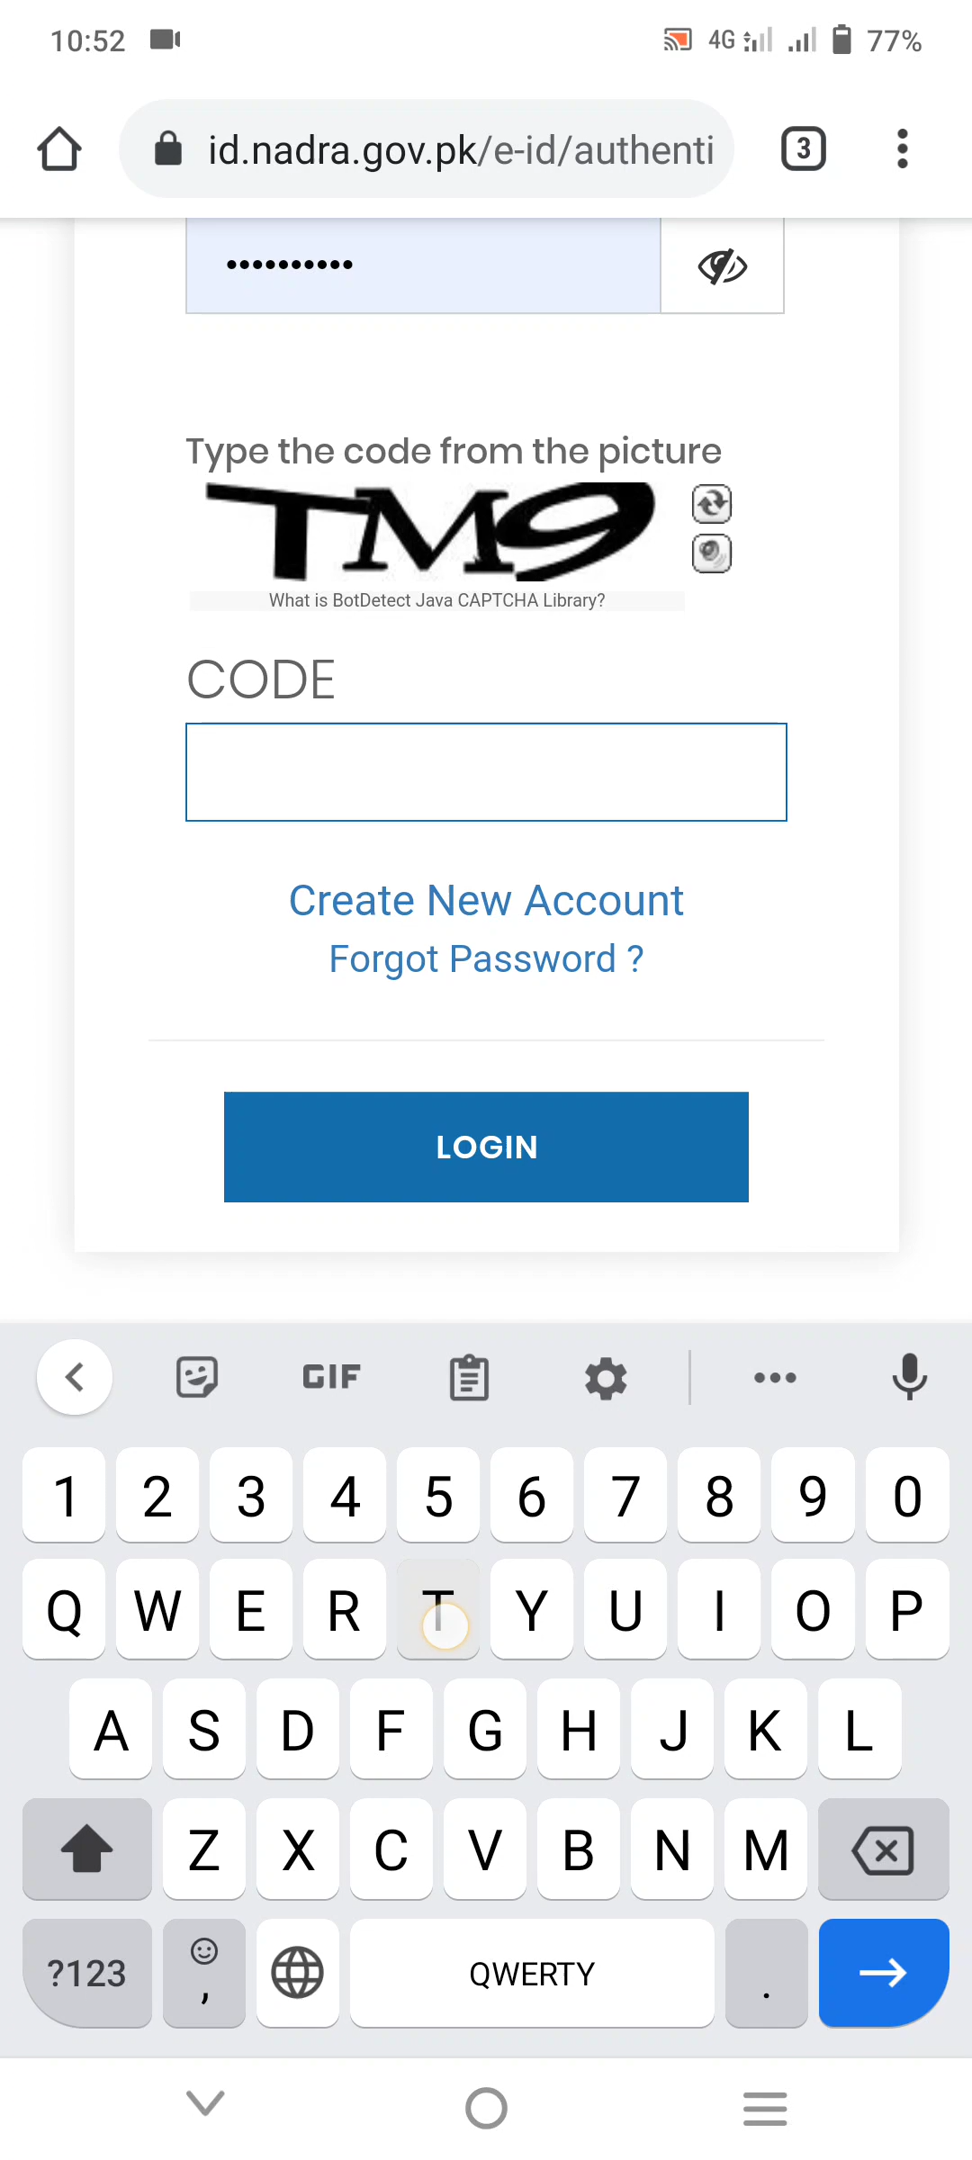 10:52 4G 77%
id.nadra.gov.pk/e-id/authenti 3
••••••••••
Type the code from the picture
TM9
What is BotDetect Java CAPTCHA Library?
CODE
Create New Account
Forgot Password ?
LOGIN
GIF
1 2 3 4 5 6 7 8 9 0
Q W E R T Y U I O P
A S D F G H J K L
Z X C V B N M
?123 , QWERTY .